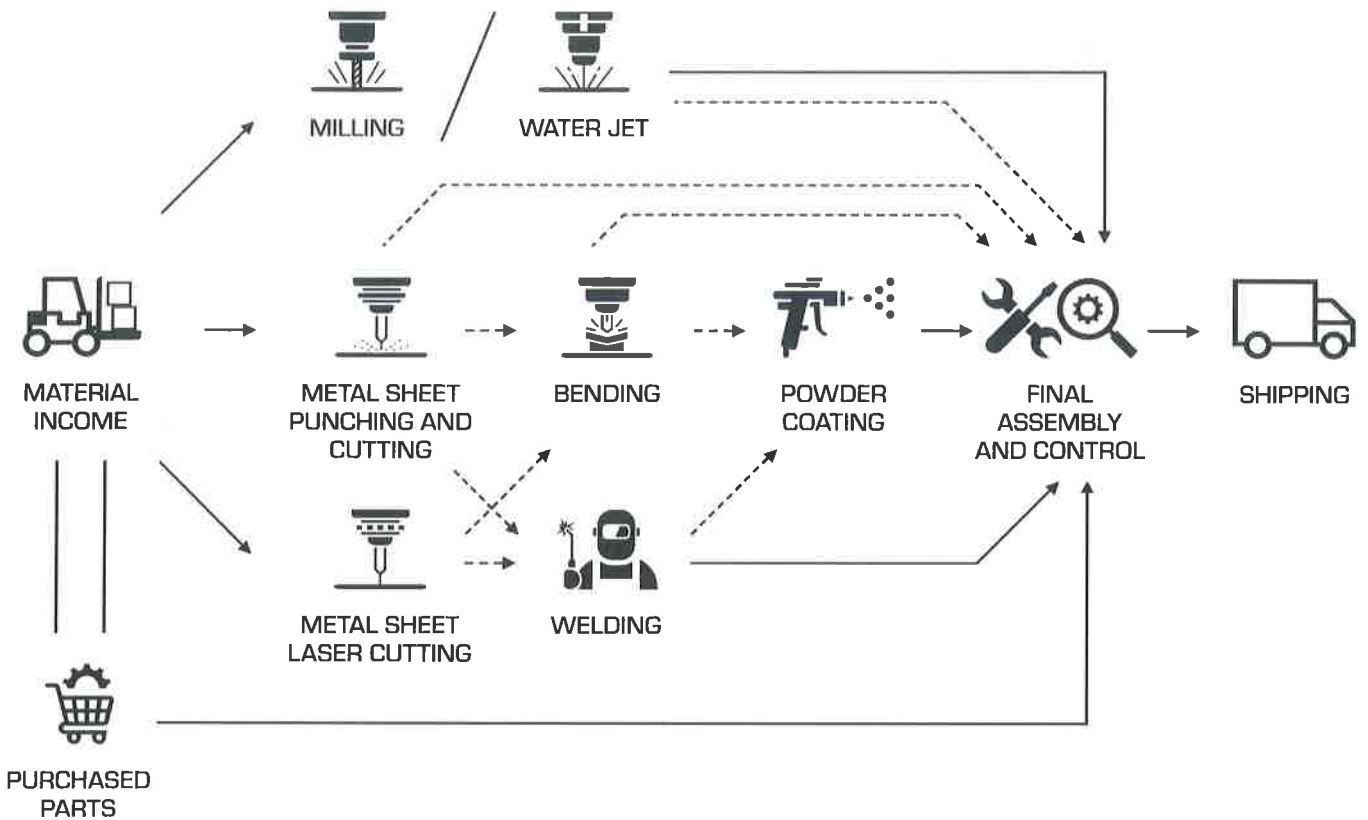 MILLING
WATER JET
MATERIAL
INCOME
METAL SHEET
PUNCHING AND
CUTTING
BENDING
POWDER
COATING
FINAL
ASSEMBLY
AND CONTROL
SHIPPING
METAL SHEET
LASER CUTTING
WELDING
PURCHASED
PARTS